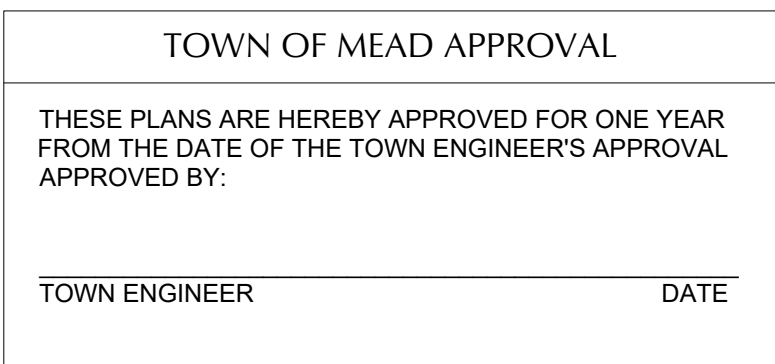 TOWN OF MEAD APPROVAL
THESE PLANS ARE HEREBY APPROVED FOR ONE YEAR
FROM THE DATE OF THE TOWN ENGINEER'S APPROVAL
APPROVED BY:
TOWN ENGINEER DATE